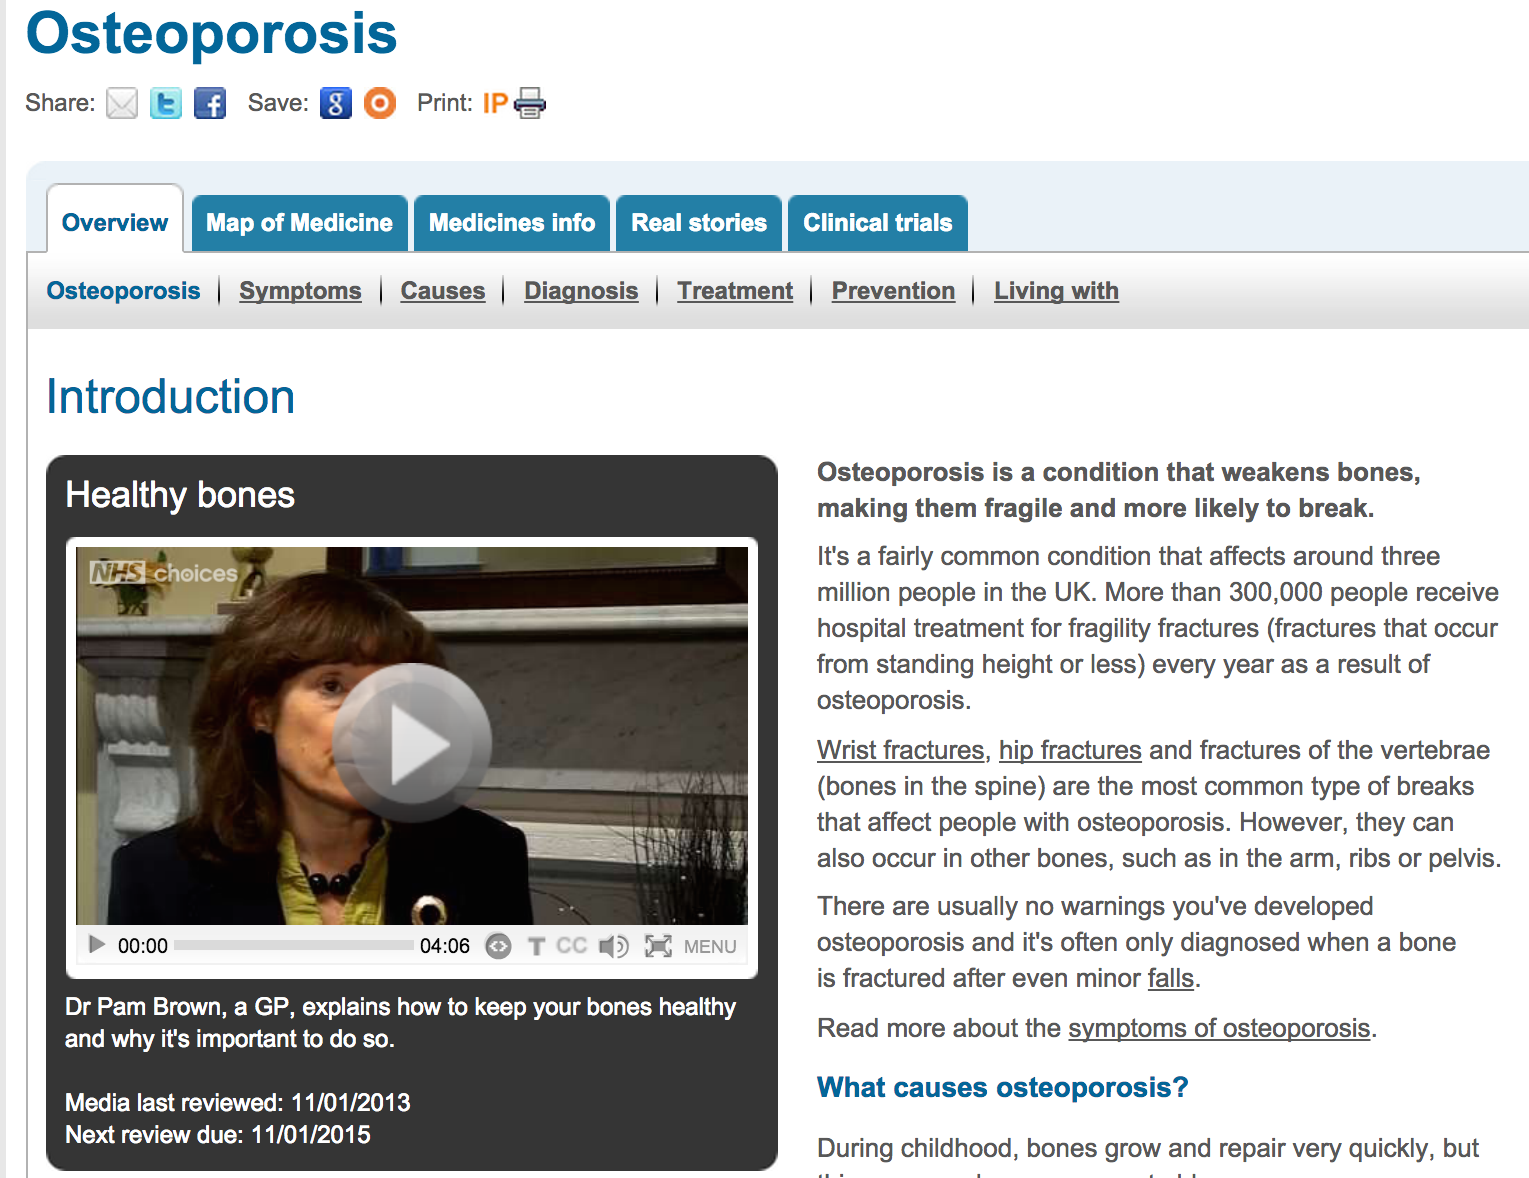 Osteoporosis
Share: Save: Print: IP
Overview Map of Medicine Medicines info Real stories Clinical trials
Osteoporosis Symptoms Causes Diagnosis Treatment Prevention Living with
Introduction
Healthy bones
NHS choices
00:00 04:06 T CC MENU
Dr Pam Brown, a GP, explains how to keep your bones healthy
and why it's important to do so.
Media last reviewed: 11/01/2013
Next review due: 11/01/2015
Osteoporosis is a condition that weakens bones,
making them fragile and more likely to break.
It's a fairly common condition that affects around three
million people in the UK. More than 300,000 people receive
hospital treatment for fragility fractures (fractures that occur
from standing height or less) every year as a result of
osteoporosis.
Wrist fractures, hip fractures and fractures of the vertebrae
(bones in the spine) are the most common type of breaks
that affect people with osteoporosis. However, they can
also occur in other bones, such as in the arm, ribs or pelvis.
There are usually no warnings you've developed
osteoporosis and it's often only diagnosed when a bone
is fractured after even minor falls.
Read more about the symptoms of osteoporosis.
What causes osteoporosis?
During childhood, bones grow and repair very quickly, but